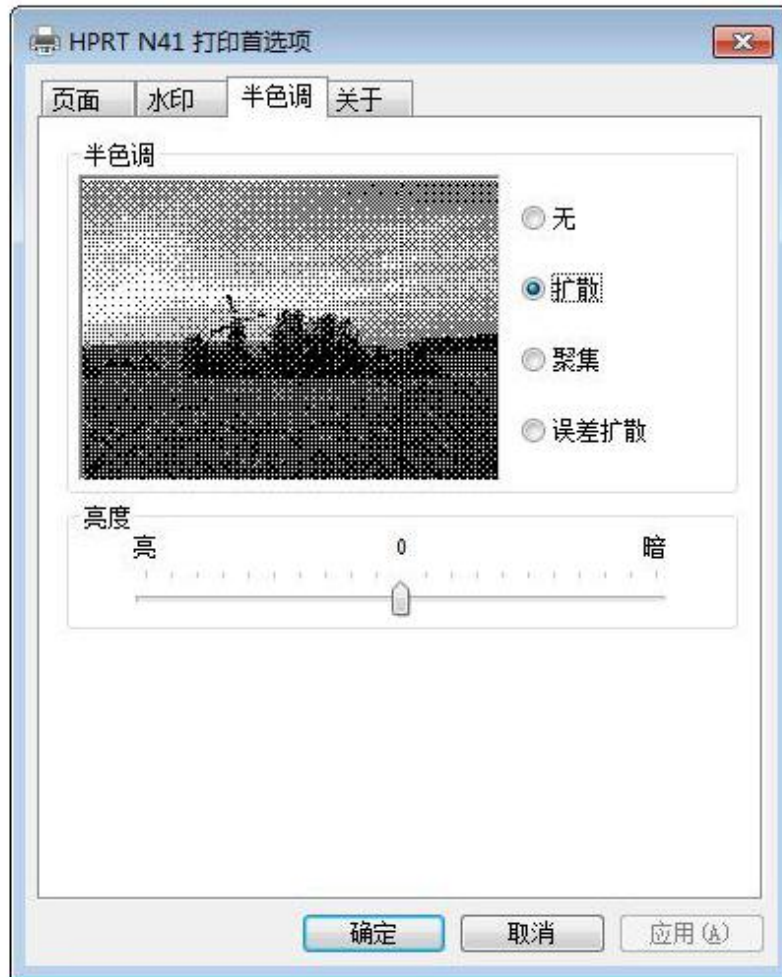 HPRT N41 打印首选项
页面 水印 半色调 关于
半色调
无
扩散
聚集
误差扩散
亮度
亮 0 暗
确定 取消 应用(A)